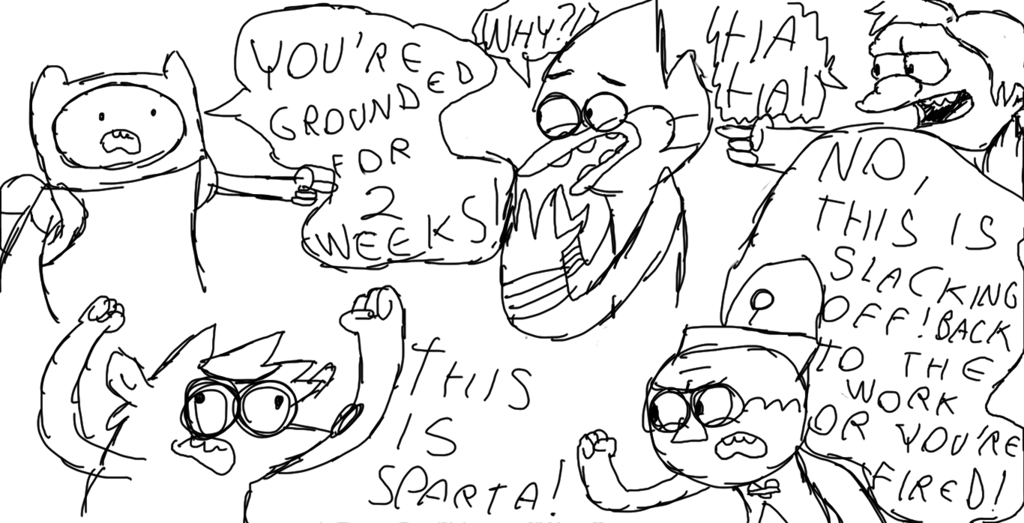 YOU'RE
GROUNDED
FOR
2
WEEKS!
WHY?!
HA
HA!
THIS
IS
SPARTA!
NO,
THIS IS
SLACKING
OFF! BACK
TO THE
WORK
OR YOU'RE
FIRED!